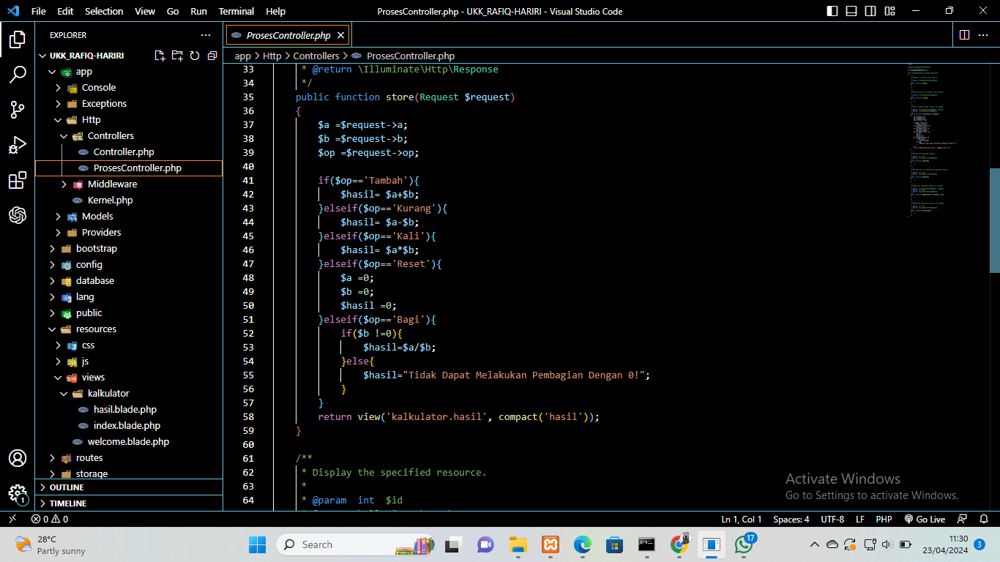 File Edit Selection View Go Run Terminal Help
ProsesController.php - UKK_RAFIQ-HARIRI - Visual Studio Code
EXPLORER
UKK_RAFIQ-HARIRI
app
Console
Exceptions
Http
Controllers
Controller.php
ProsesController.php
Middleware
Kernel.php
Models
Providers
bootstrap
config
database
lang
public
resources
css
js
views
kalkulator
hasil.blade.php
index.blade.php
welcome.blade.php
routes
storage
OUTLINE
TIMELINE
ProsesController.php
app > Http > Controllers > ProsesController.php
33 * @return \Illuminate\Http\Response
34 */
35 public function store(Request $request)
36 {
37 $a =$request->a;
38 $b =$request->b;
39 $op =$request->op;
40
41 if($op=='Tambah'){
42 $hasil= $a+$b;
43 }elseif($op=='Kurang'){
44 $hasil= $a-$b;
45 }elseif($op=='Kali'){
46 $hasil= $a*$b;
47 }elseif($op=='Reset'){
48 $a =0;
49 $b =0;
50 $hasil =0;
51 }elseif($op=='Bagi'){
52 if($b !=0){
53 $hasil=$a/$b;
54 }else{
55 $hasil="Tidak Dapat Melakukan Pembagian Dengan 0!";
56 }
57 }
58 return view('kalkulator.hasil', compact('hasil'));
59 }
60
61 /**
62 * Display the specified resource.
63 *
64 * @param  int  $id
Activate Windows
Go to Settings to activate Windows.
1
0 0
Ln 1, Col 1 Spaces: 4 UTF-8 LF PHP Go Live
28°C
Partly sunny
Search
17
11:30
23/04/2024
3